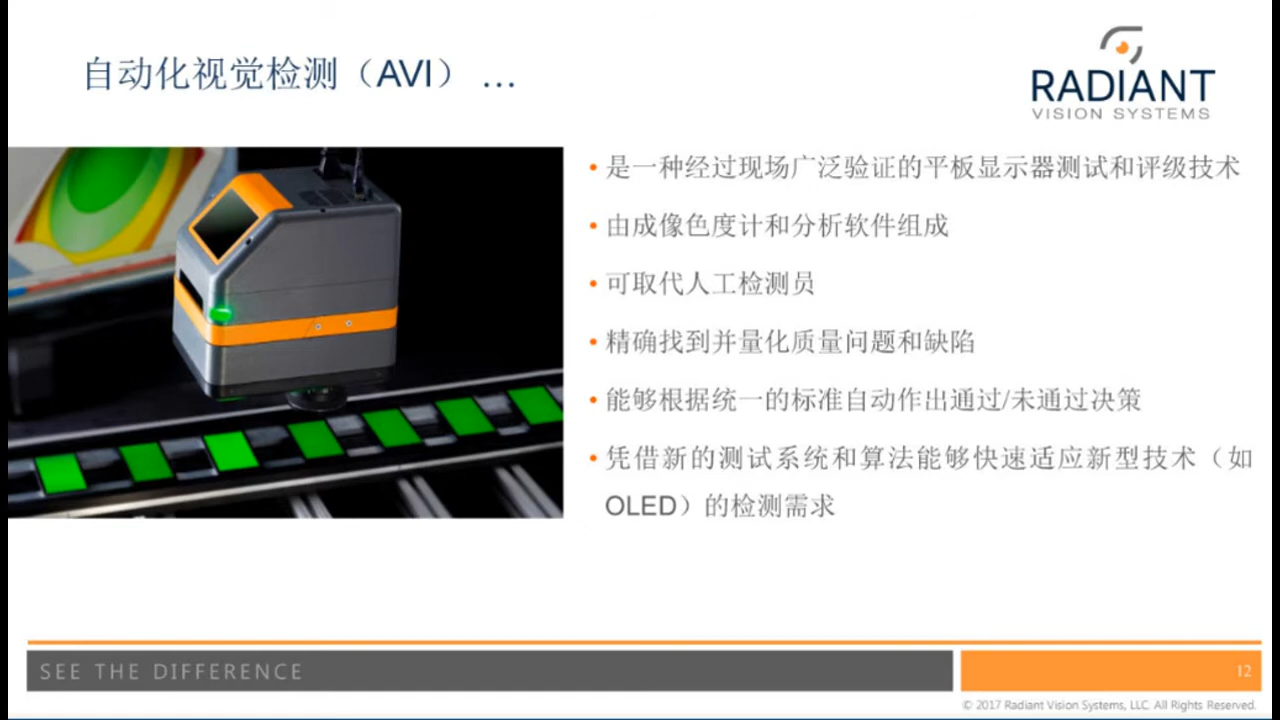 自动化视觉检测（AVI） …
RADIANT
VISION SYSTEMS
• 是一种经过现场广泛验证的平板显示器测试和评级技术
• 由成像色度计和分析软件组成
• 可取代人工检测员
• 精确找到并量化质量问题和缺陷
• 能够根据统一的标准自动作出通过/未通过决策
• 凭借新的测试系统和算法能够快速适应新型技术（如
OLED）的检测需求
SEE THE DIFFERENCE
12
© 2017 Radiant Vision Systems, LLC. All Rights Reserved.